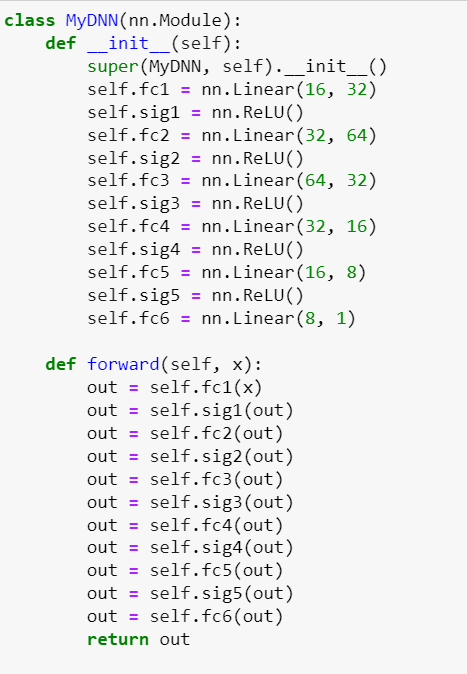 class MyDNN(nn.Module):
    def __init__(self):
        super(MyDNN, self).__init__()
        self.fc1 = nn.Linear(16, 32)
        self.sig1 = nn.ReLU()
        self.fc2 = nn.Linear(32, 64)
        self.sig2 = nn.ReLU()
        self.fc3 = nn.Linear(64, 32)
        self.sig3 = nn.ReLU()
        self.fc4 = nn.Linear(32, 16)
        self.sig4 = nn.ReLU()
        self.fc5 = nn.Linear(16, 8)
        self.sig5 = nn.ReLU()
        self.fc6 = nn.Linear(8, 1)

    def forward(self, x):
        out = self.fc1(x)
        out = self.sig1(out)
        out = self.fc2(out)
        out = self.sig2(out)
        out = self.fc3(out)
        out = self.sig3(out)
        out = self.fc4(out)
        out = self.sig4(out)
        out = self.fc5(out)
        out = self.sig5(out)
        out = self.fc6(out)
        return out